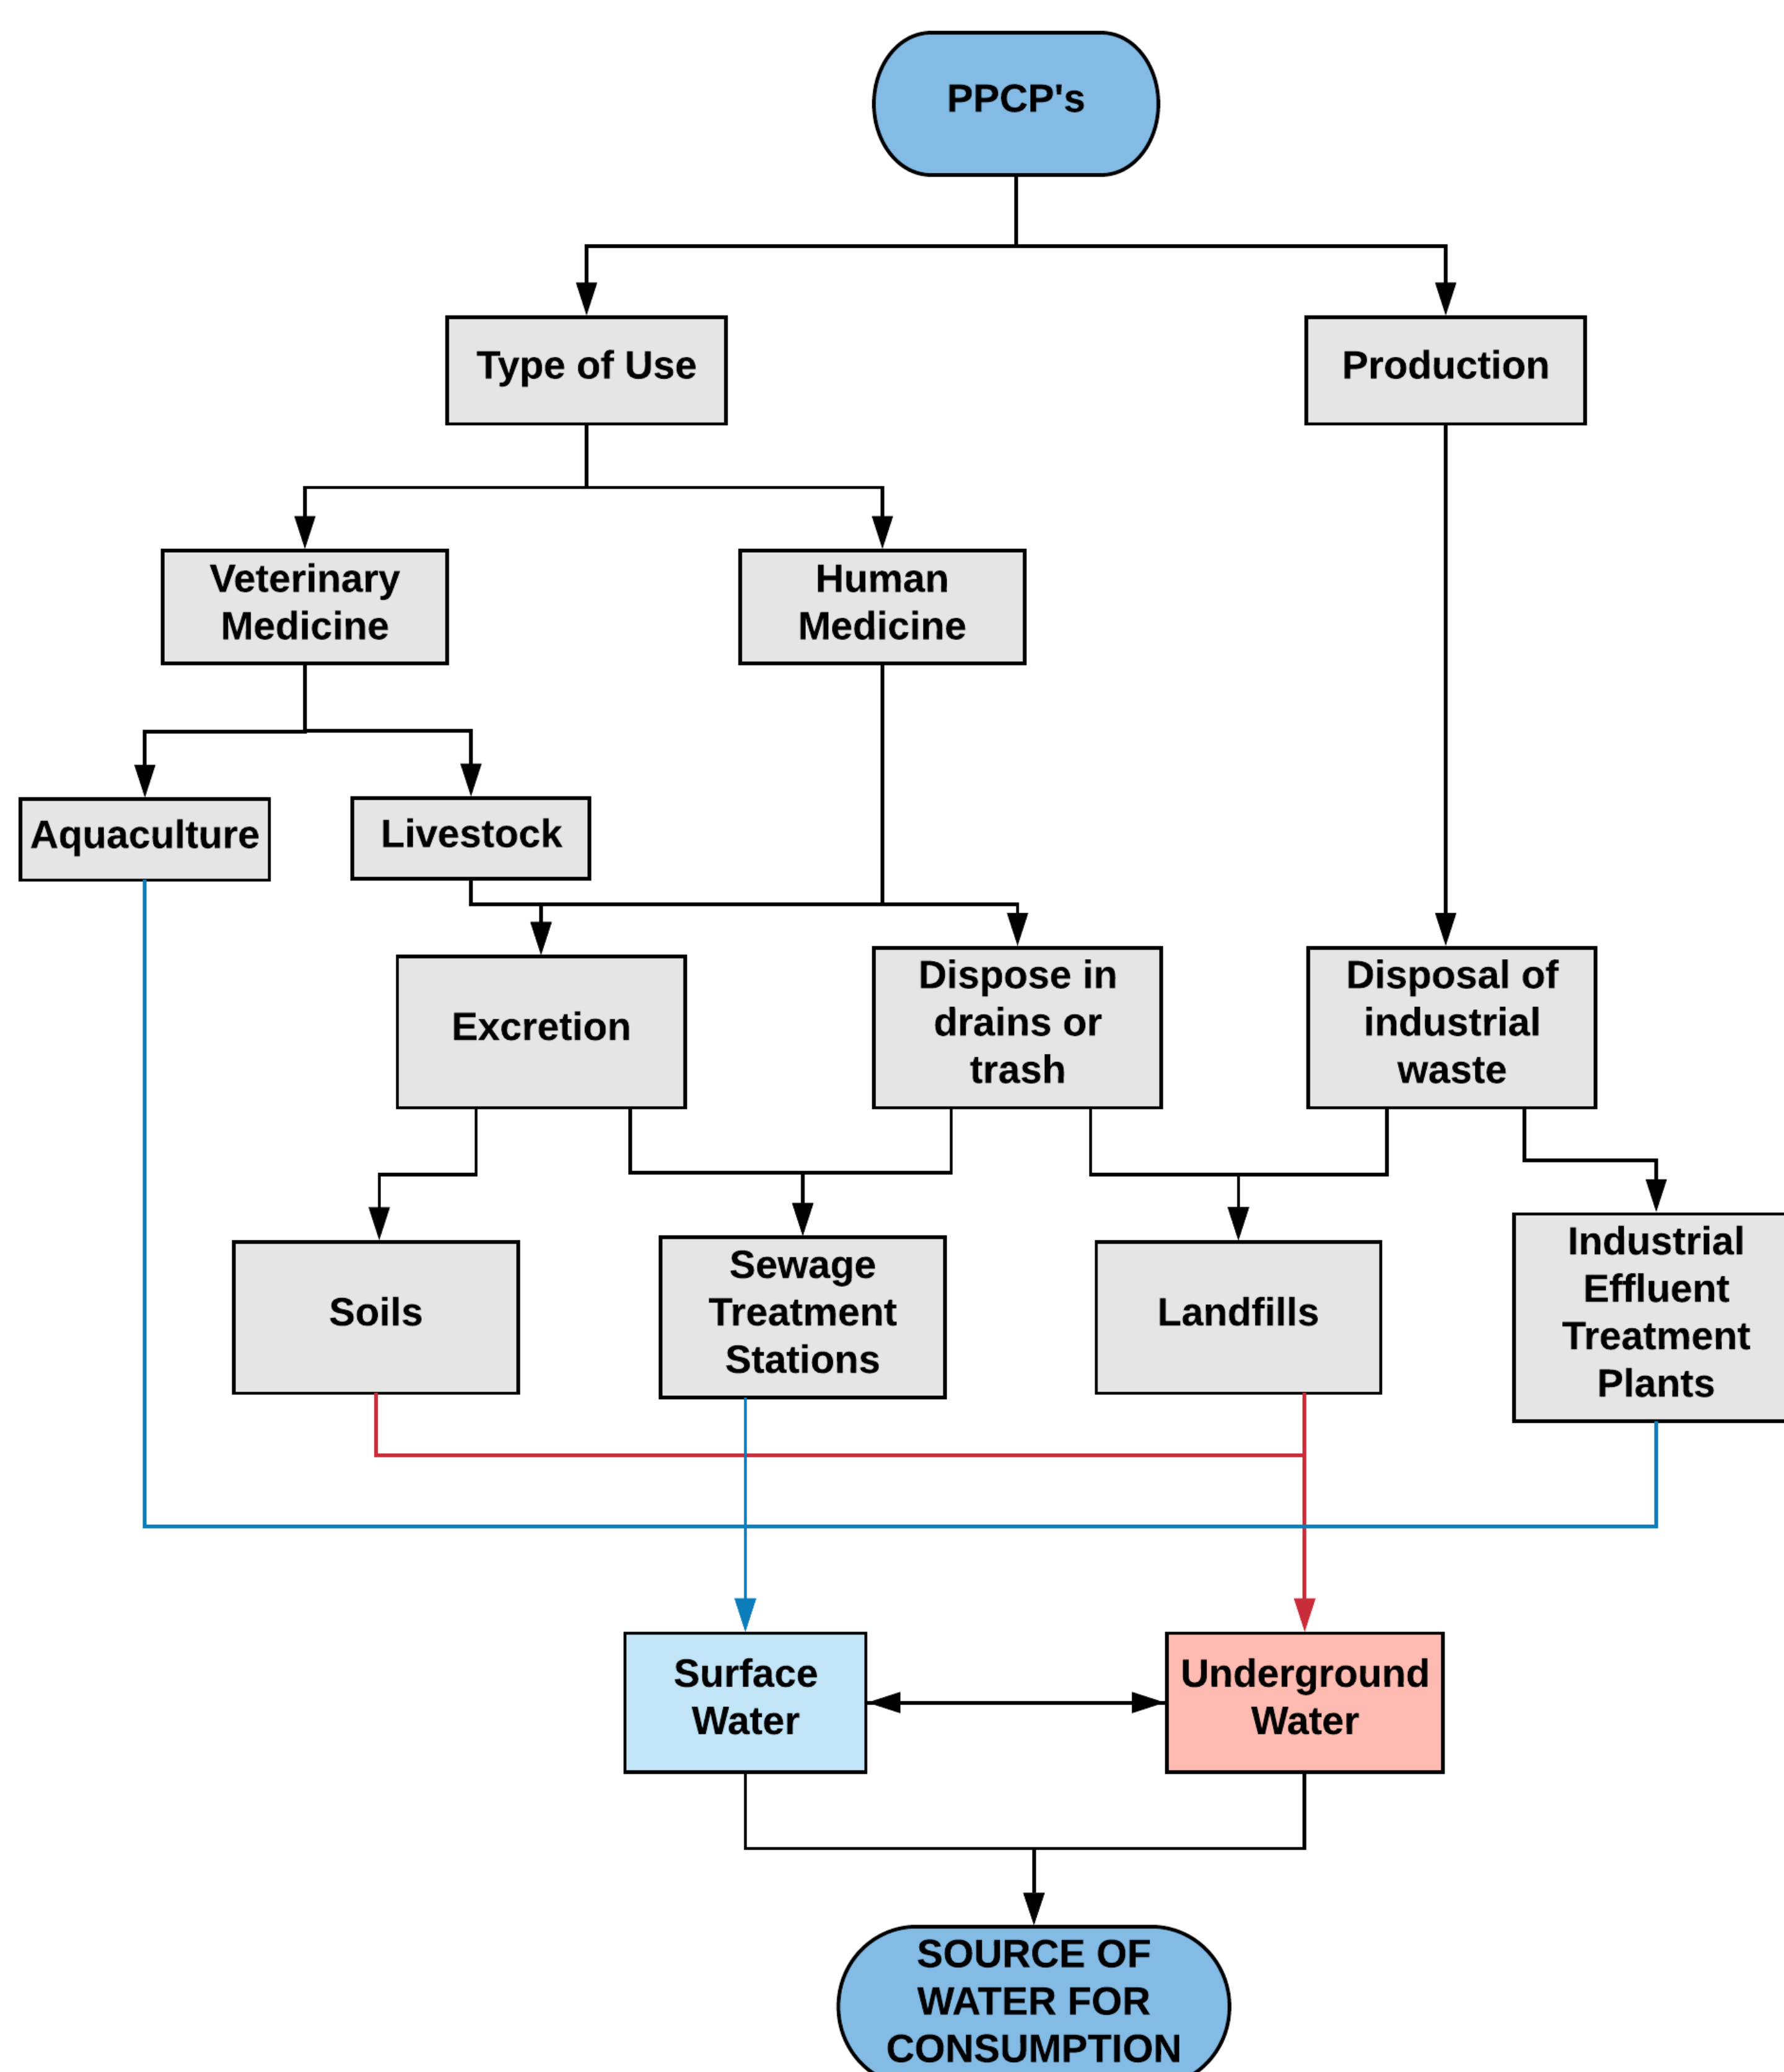 PPCP's
Type of Use
Production
Veterinary
Medicine
Human
Medicine
Aquaculture
Livestock
Excretion
Dispose in
drains or
trash
Disposal of
industrial
waste
Soils
Sewage
Treatment
Stations
Landfills
Industrial
Effluent
Treatment
Plants
Surface
Water
Underground
Water
SOURCE OF
WATER FOR
CONSUMPTION